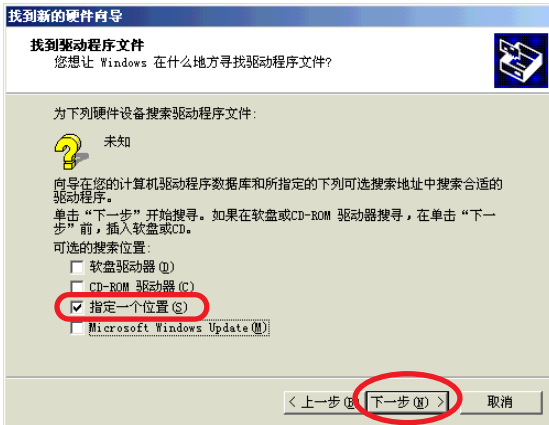 找到新的硬件向导
找到驱动程序文件
您想让 Windows 在什么地方寻找驱动程序文件?
为下列硬件设备搜索驱动程序文件:
未知
向导在您的计算机驱动程序数据库和所指定的下列可选搜索地址中搜索合适的
驱动程序。
单击“下一步”开始搜寻。如果在软盘或CD-ROM 驱动器搜寻，在单击“下一
步”前，插入软盘或CD。
可选的搜索位置:
软盘驱动器(D)
CD-ROM 驱动器(C)
指定一个位置(S)
Microsoft Windows Update(M)
< 上一步(B) 下一步(N) > 取消